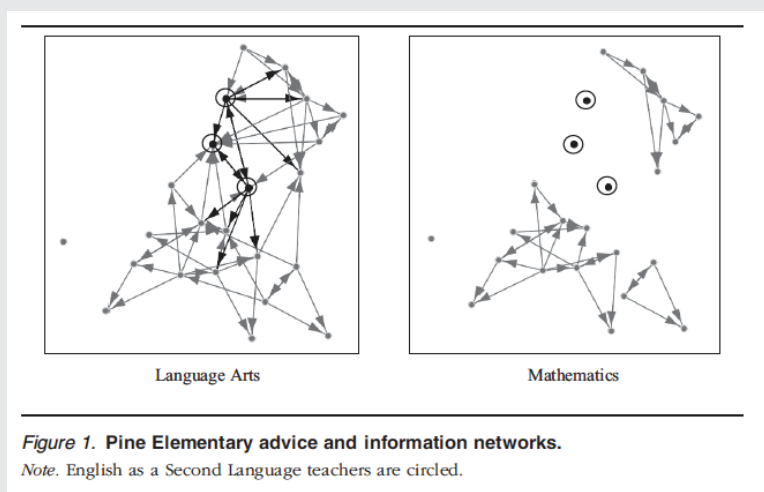 Language Arts
Mathematics
Figure 1. Pine Elementary advice and information networks.
Note. English as a Second Language teachers are circled.